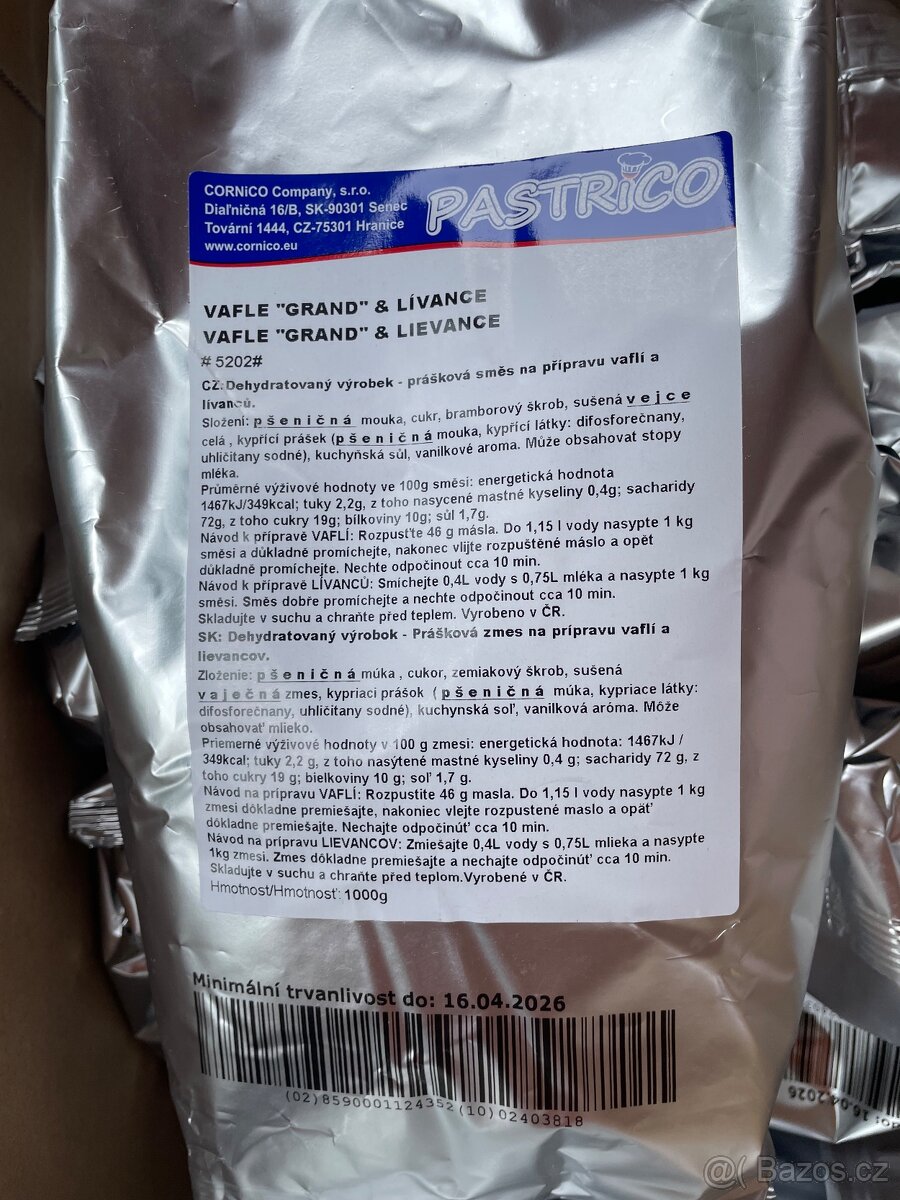 CORNiCO Company, s.r.o.
Diaľničná 16/B, SK-90301 Senec
Tovární 1444, CZ-75301 Hranice
www.cornico.eu
PASTRiCO
VAFLE "GRAND" & LÍVANCE
VAFLE "GRAND" & LIEVANCE
# 5202#
CZ: Dehydratovaný výrobek - prášková směs na přípravu vaflí a
lívanců.
Složení: pšeničná mouka, cukr, bramborový škrob, sušená vejce
celá , kypřící prášek (pšeničná mouka, kypřící látky: difosforečnany,
uhličitany sodné), kuchyňská sůl, vanilkové aroma. Může obsahovat stopy
mléka.
Průměrné výživové hodnoty ve 100g směsi: energetická hodnota
1467kJ/349kcal; tuky 2,2g, z toho nasycené mastné kyseliny 0,4g; sacharidy
72g, z toho cukry 19g; bílkoviny 10g; sůl 1,7g.
Návod k přípravě VAFLÍ: Rozpusťte 46 g másla. Do 1,15 l vody nasypte 1 kg
směsi a důkladně promíchejte, nakonec vlijte rozpuštěné máslo a opět
důkladně promíchejte. Nechte odpočinout cca 10 min.
Návod k přípravě LÍVANCŮ: Smíchejte 0,4L vody s 0,75L mléka a nasypte 1 kg
směsi. Směs dobře promíchejte a nechte odpočinout cca 10 min.
Skladujte v suchu a chraňte před teplem. Vyrobeno v ČR.
SK: Dehydratovaný výrobok - Prášková zmes na prípravu vaflí a
lievancov.
Zloženie: pšeničná múka , cukor, zemiakový škrob, sušená
vaječná zmes, kypriaci prášok ( pšeničná múka, kypriace látky:
difosforečnany, uhličitany sodné), kuchynská soľ, vanilková aróma. Môže
obsahovať mlieko.
Priemerné výživové hodnoty v 100 g zmesi: energetická hodnota: 1467kJ /
349kcal; tuky 2,2 g, z toho nasýtené mastné kyseliny 0,4 g; sacharidy 72 g, z
toho cukry 19 g; bielkoviny 10 g; soľ 1,7 g.
Návod na prípravu VAFLÍ: Rozpustite 46 g masla. Do 1,15 l vody nasypte 1 kg
zmesi dôkladne premiešajte, nakoniec vlejte rozpustené maslo a opäť
dôkladne premiešajte. Nechajte odpočinúť cca 10 min.
Návod na prípravu LIEVANCOV: Zmiešajte 0,4L vody s 0,75L mlieka a nasypte
1kg zmesi. Zmes dôkladne premiešajte a nechajte odpočinúť cca 10 min.
Skladujte v suchu a chraňte před teplem.Vyrobené v ČR.
Hmotnost/Hmotnosť: 1000g
Minimální trvanlivost do: 16.04.2026
(02)8590001124352(10)02403818
do: 16.04.2026
@( Bazos.cz